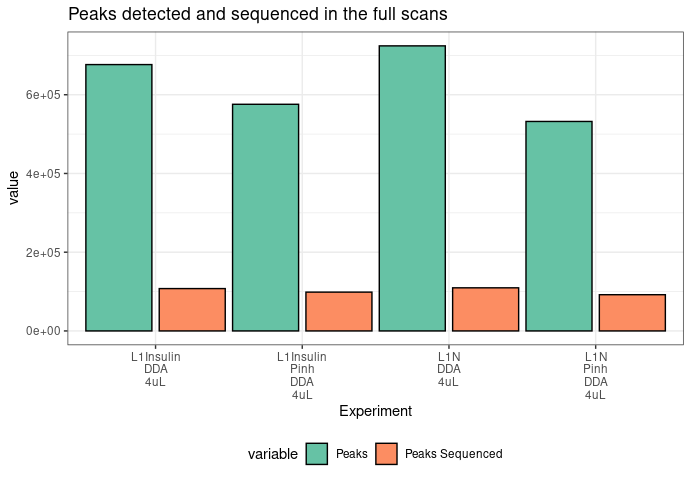 Peaks detected and sequenced in the full scans
value
6e+05
4e+05
2e+05
0e+00
L1Insulin
DDA
4uL
L1Insulin
Pinh
DDA
4uL
L1N
DDA
4uL
L1N
Pinh
DDA
4uL
Experiment
variable Peaks Peaks Sequenced